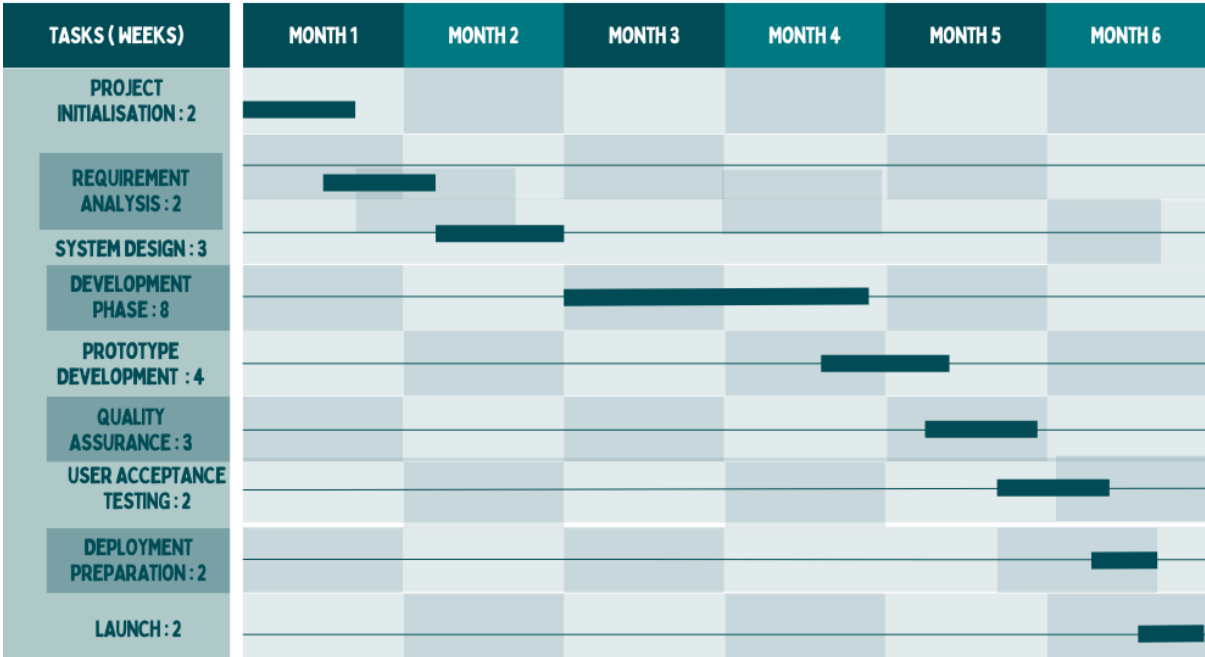 TASKS ( WEEKS)
MONTH 1
MONTH 2
MONTH 3
MONTH 4
MONTH 5
MONTH 6
PROJECT
INITIALISATION : 2
REQUIREMENT
ANALYSIS : 2
SYSTEM DESIGN : 3
DEVELOPMENT
PHASE : 8
PROTOTYPE
DEVELOPMENT : 4
QUALITY
ASSURANCE : 3
USER ACCEPTANCE
TESTING : 2
DEPLOYMENT
PREPARATION : 2
LAUNCH : 2